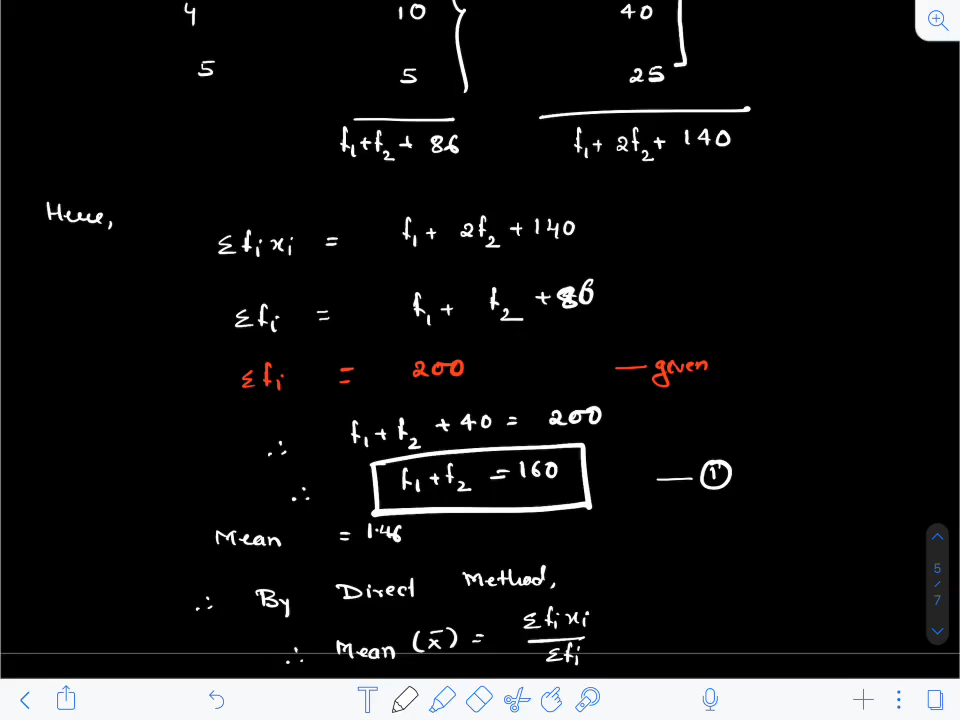 4 10 40
5 5 25
f₁+f₂+ 86 f₁+ 2f₂+ 140
Here,
Σfᵢxᵢ = f₁+ 2f₂ +140
Σfᵢ = f₁+ f₂ +86
Σfᵢ = 200 — given
∴ f₁+f₂ +40 = 200
∴ f₁+f₂ =160 — ①
Mean = 1.46
∴ By Direct Method,
∴ Mean (x̄) = Σfᵢxᵢ / Σfᵢ
5
/
7
T